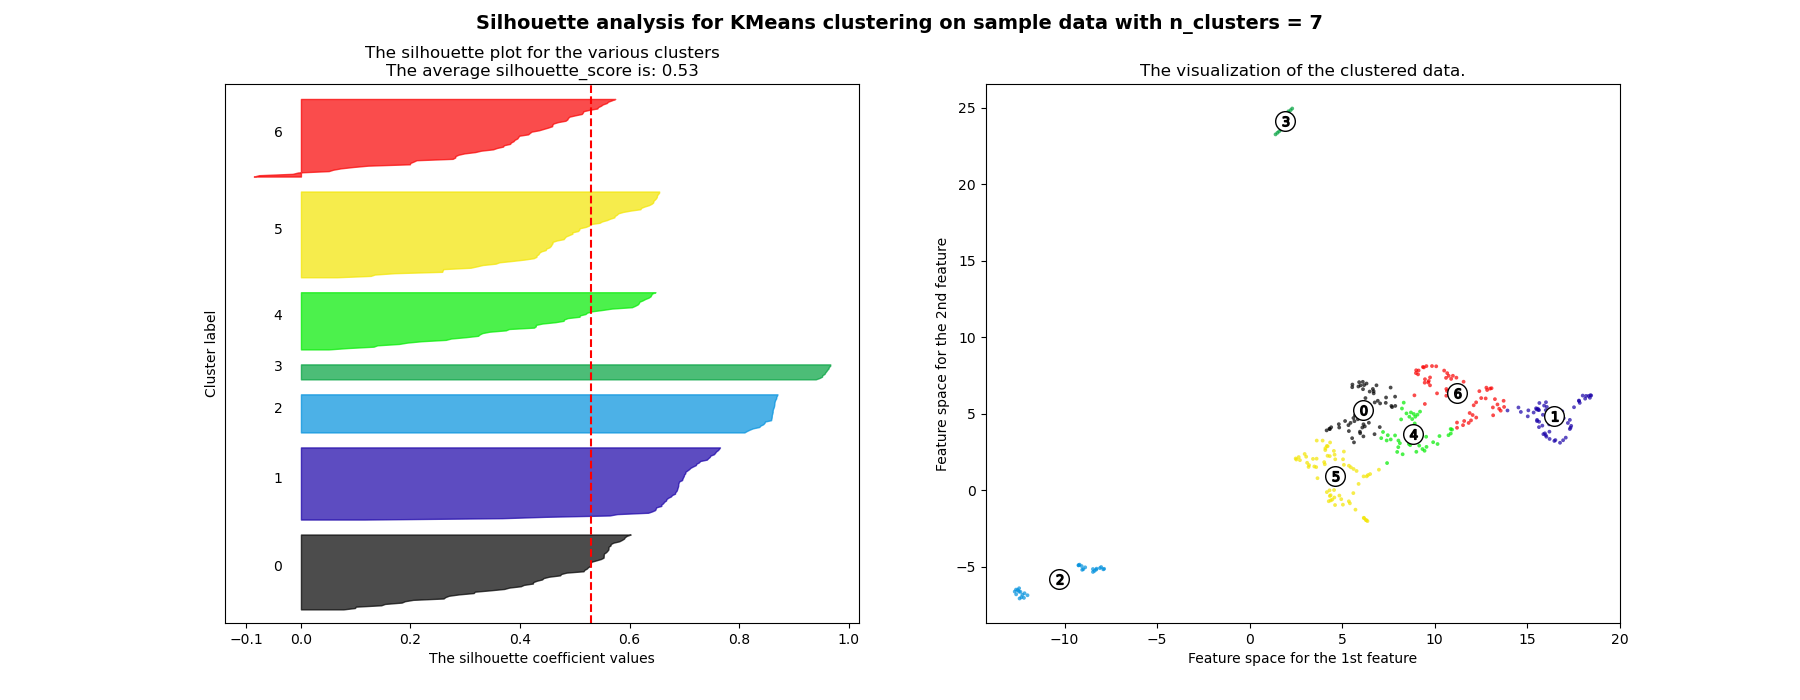 Silhouette analysis for KMeans clustering on sample data with n_clusters = 7
The silhouette plot for the various clusters
The average silhouette_score is: 0.53
6
5
4
3
2
1
0
Cluster label
−0.1 0.0 0.2 0.4 0.6 0.8 1.0
The silhouette coefficient values
The visualization of the clustered data.
25
20
15
10
5
0
−5
Feature space for the 2nd feature
3
6
0
1
4
5
2
−10 −5 0 5 10 15 20
Feature space for the 1st feature